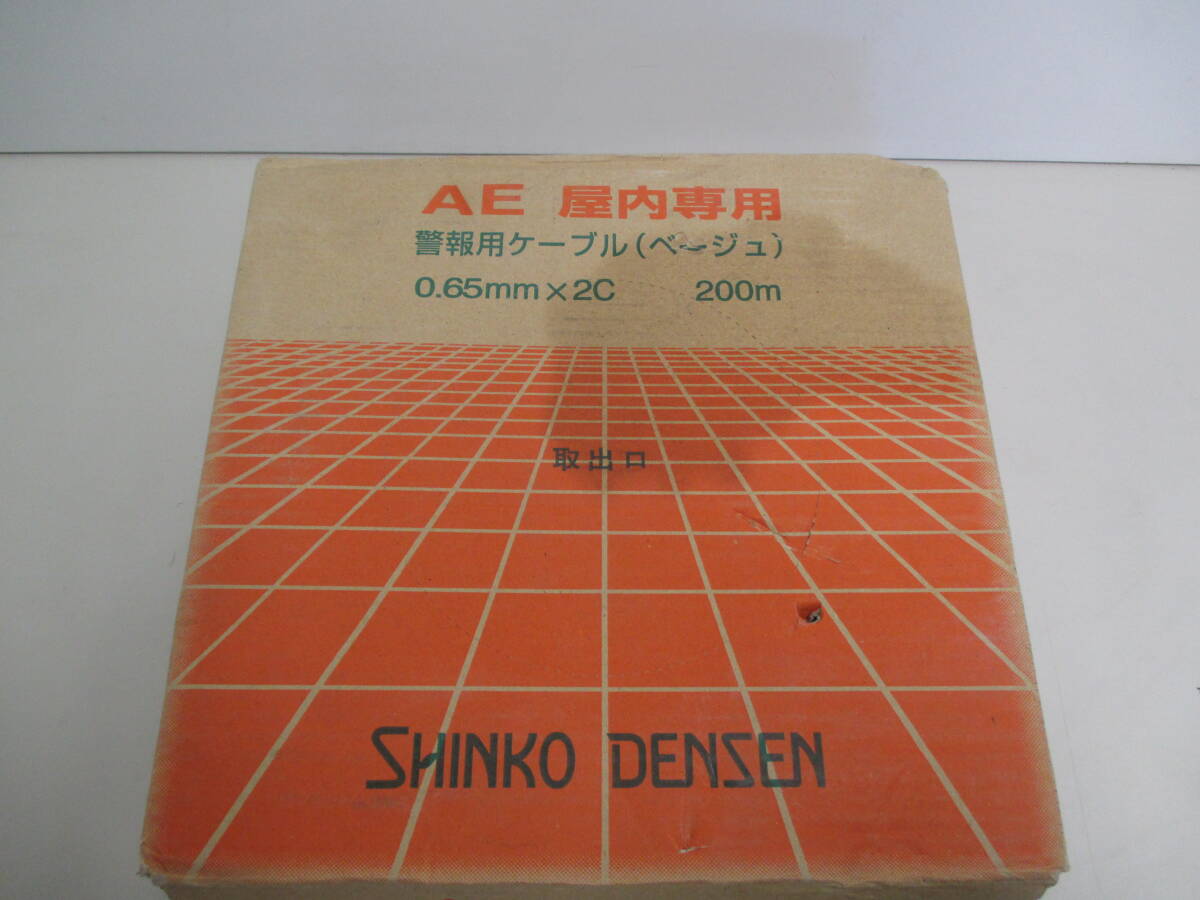 AE 屋内専用
警報用ケーブル(ベージュ)
0.65mm×2C 200m
取出口
SHINKO DENSEN